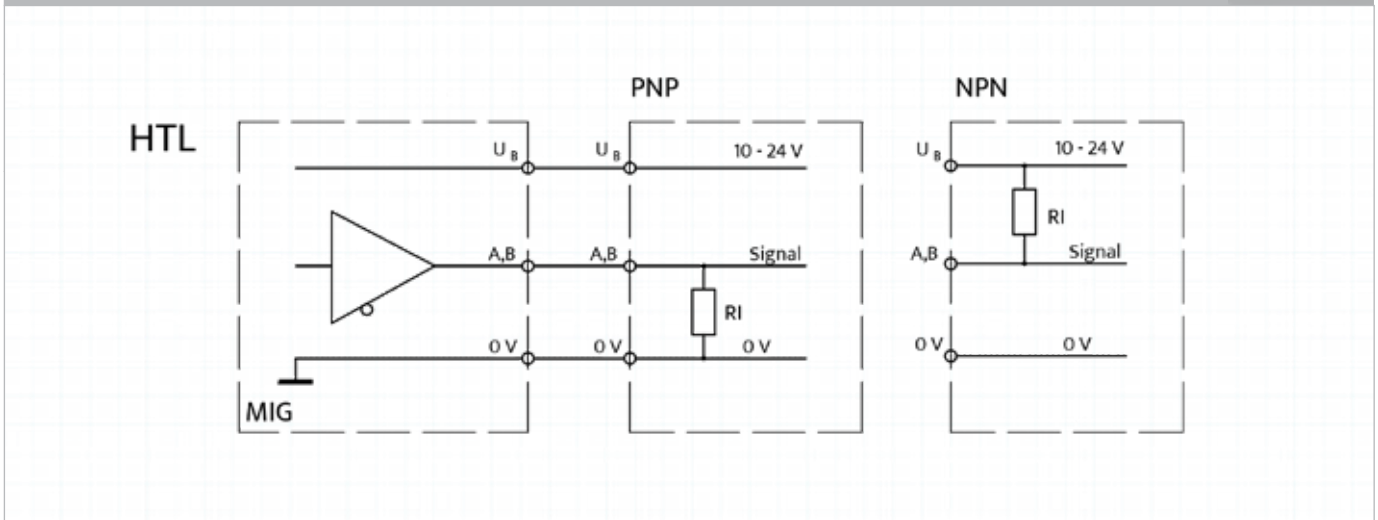 PNP
NPN
HTL
U B
U B
10 - 24 V
U B
10 - 24 V
RI
A,B
A,B
Signal
A,B
Signal
RI
0 V
0 V
0 V
0 V
0 V
MIG